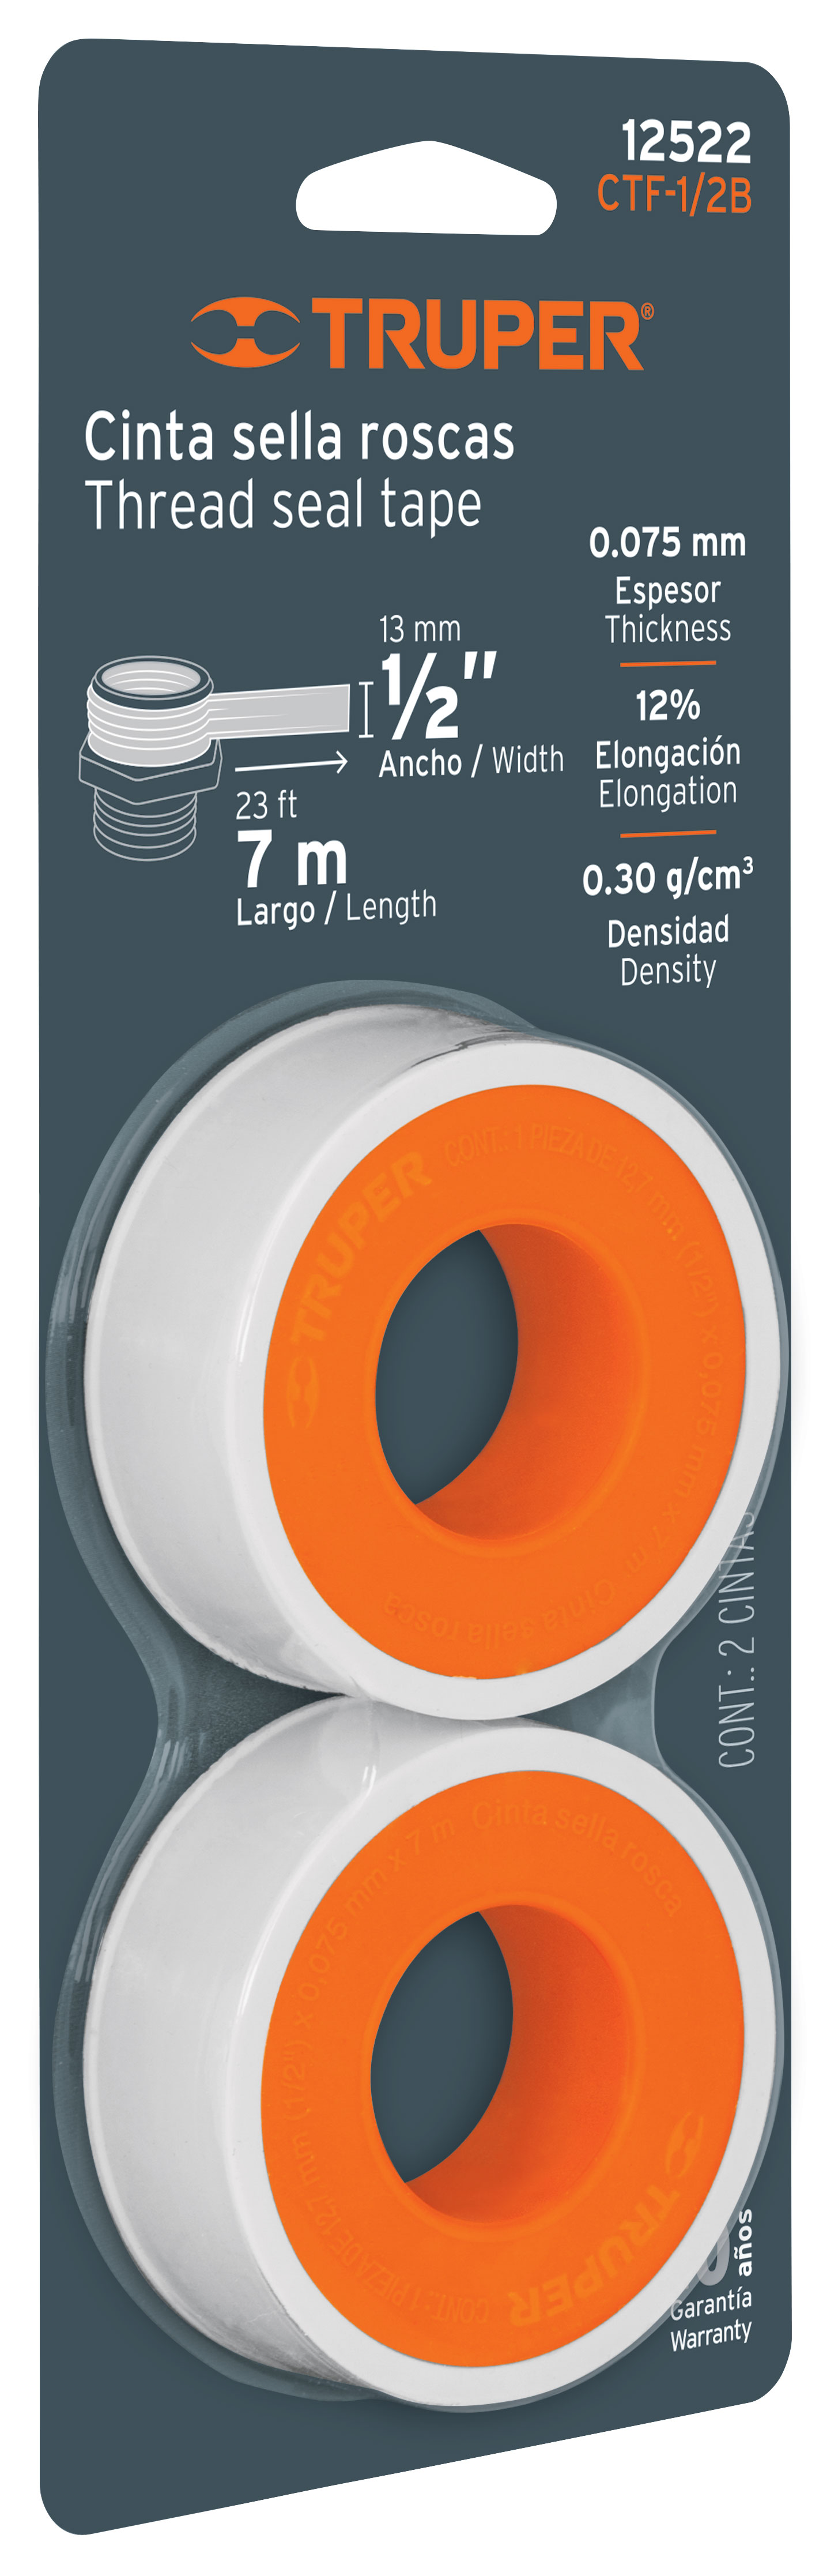 12522
CTF-1/2B
TRUPER®
Cinta sella roscas
Thread seal tape
0.075 mm
Espesor
Thickness
12%
Elongación
Elongation
0.30 g/cm³
Densidad
Density
13 mm
½"
Ancho / Width
23 ft
7 m
Largo / Length
TRUPER CONT.: 1 PIEZA DE 12,7 mm (1/2") x 0,075 mm x 7 m Cinta sella rosca
CONT.: 2 CINTAS
TRUPER CONT.: 1 PIEZA DE 12,7 mm (1/2") x 0,075 mm x 7 m Cinta sella rosca
años
Garantía
Warranty